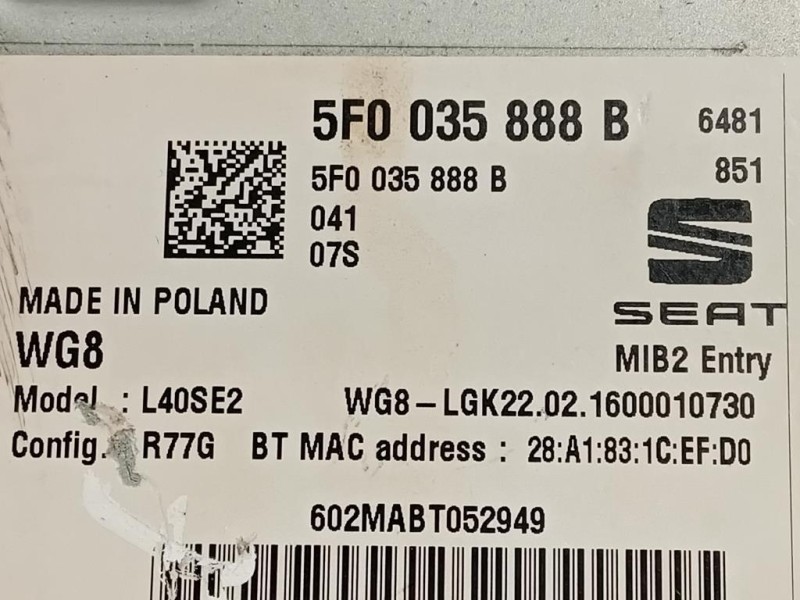 5F0 035 888 B 6481
5F0 035 888 B 851
041
07S
SEAT
MADE IN POLAND
WG8
MIB2 Entry
Model : L40SE2 WG8-LGK22.02.1600010730
Config. R77G BT MAC address : 28:A1:83:1C:EF:D0
602MABT052949